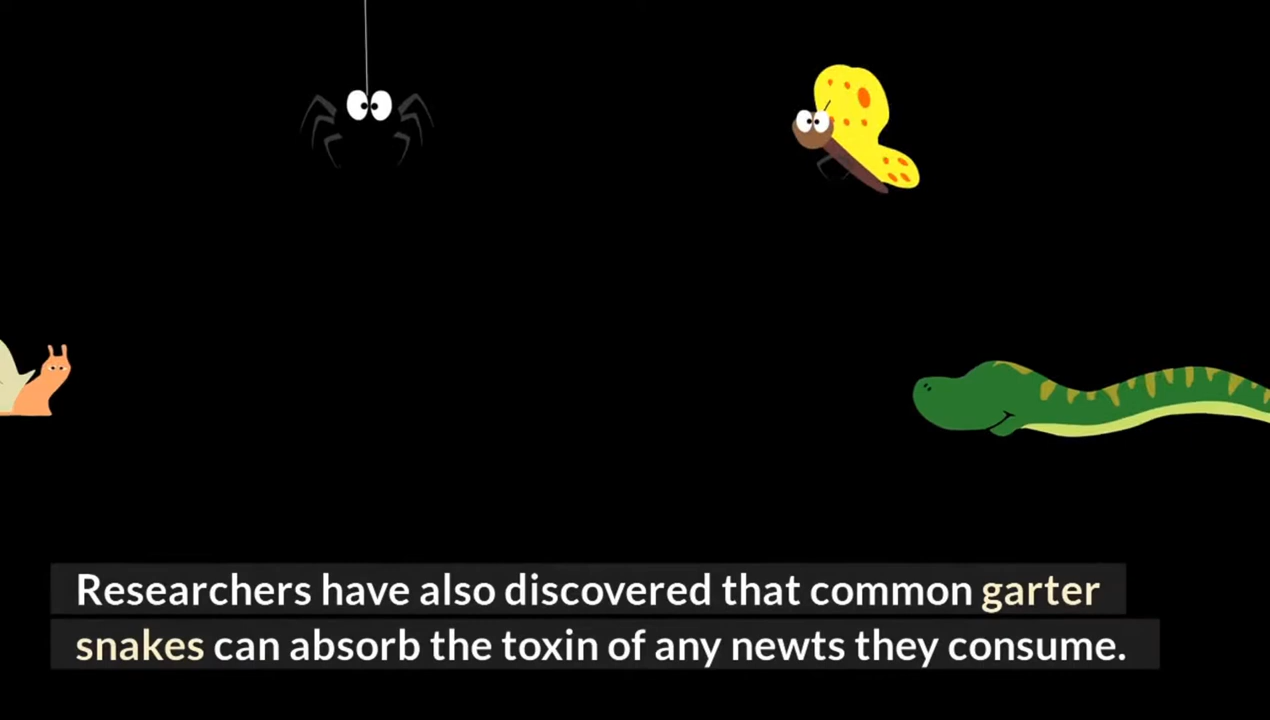 Researchers have also discovered that common garter
snakes can absorb the toxin of any newts they consume.